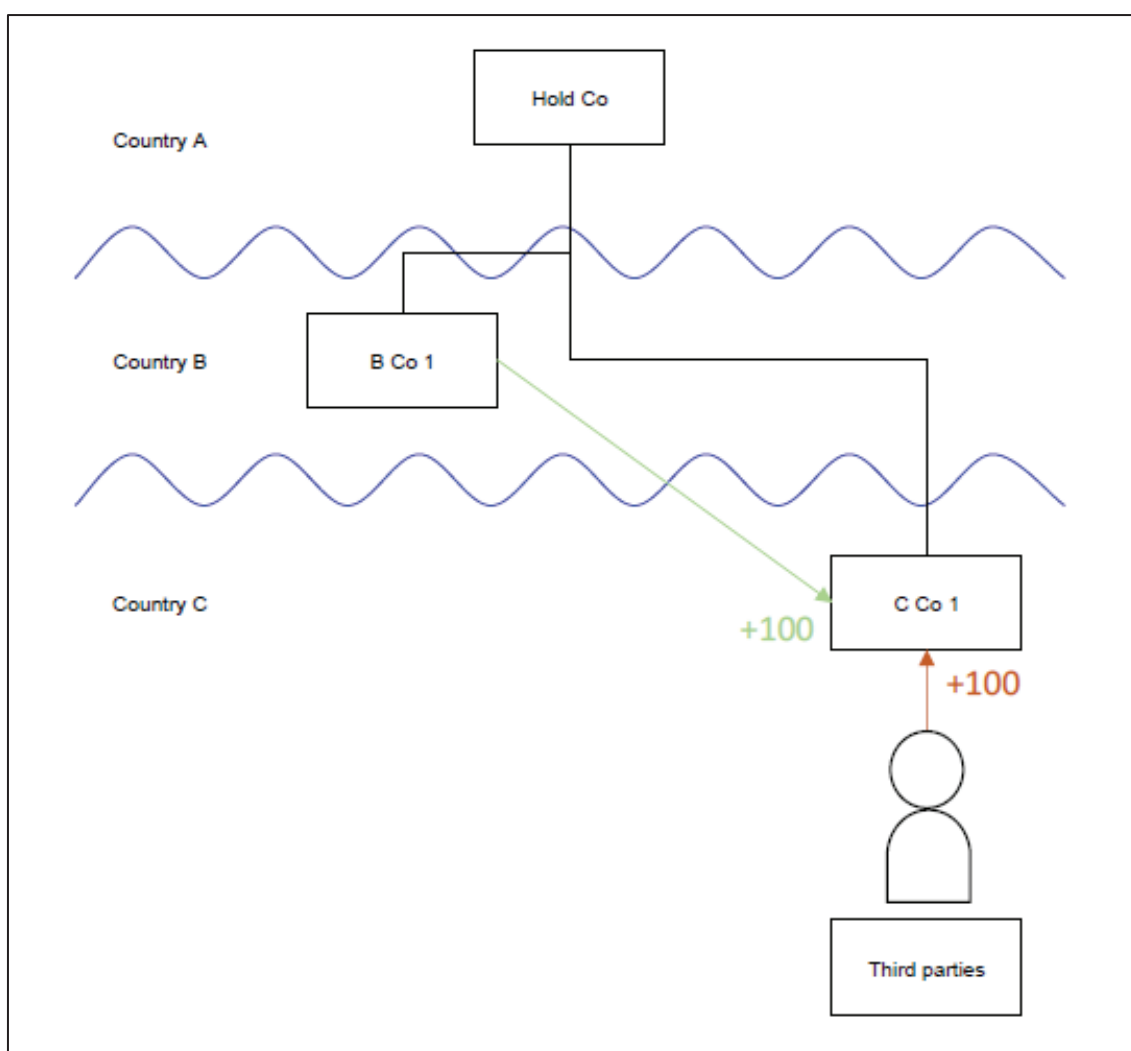 Hold Co
Country A
Country B
B Co 1
Country C
C Co 1
+100
+100
Third parties